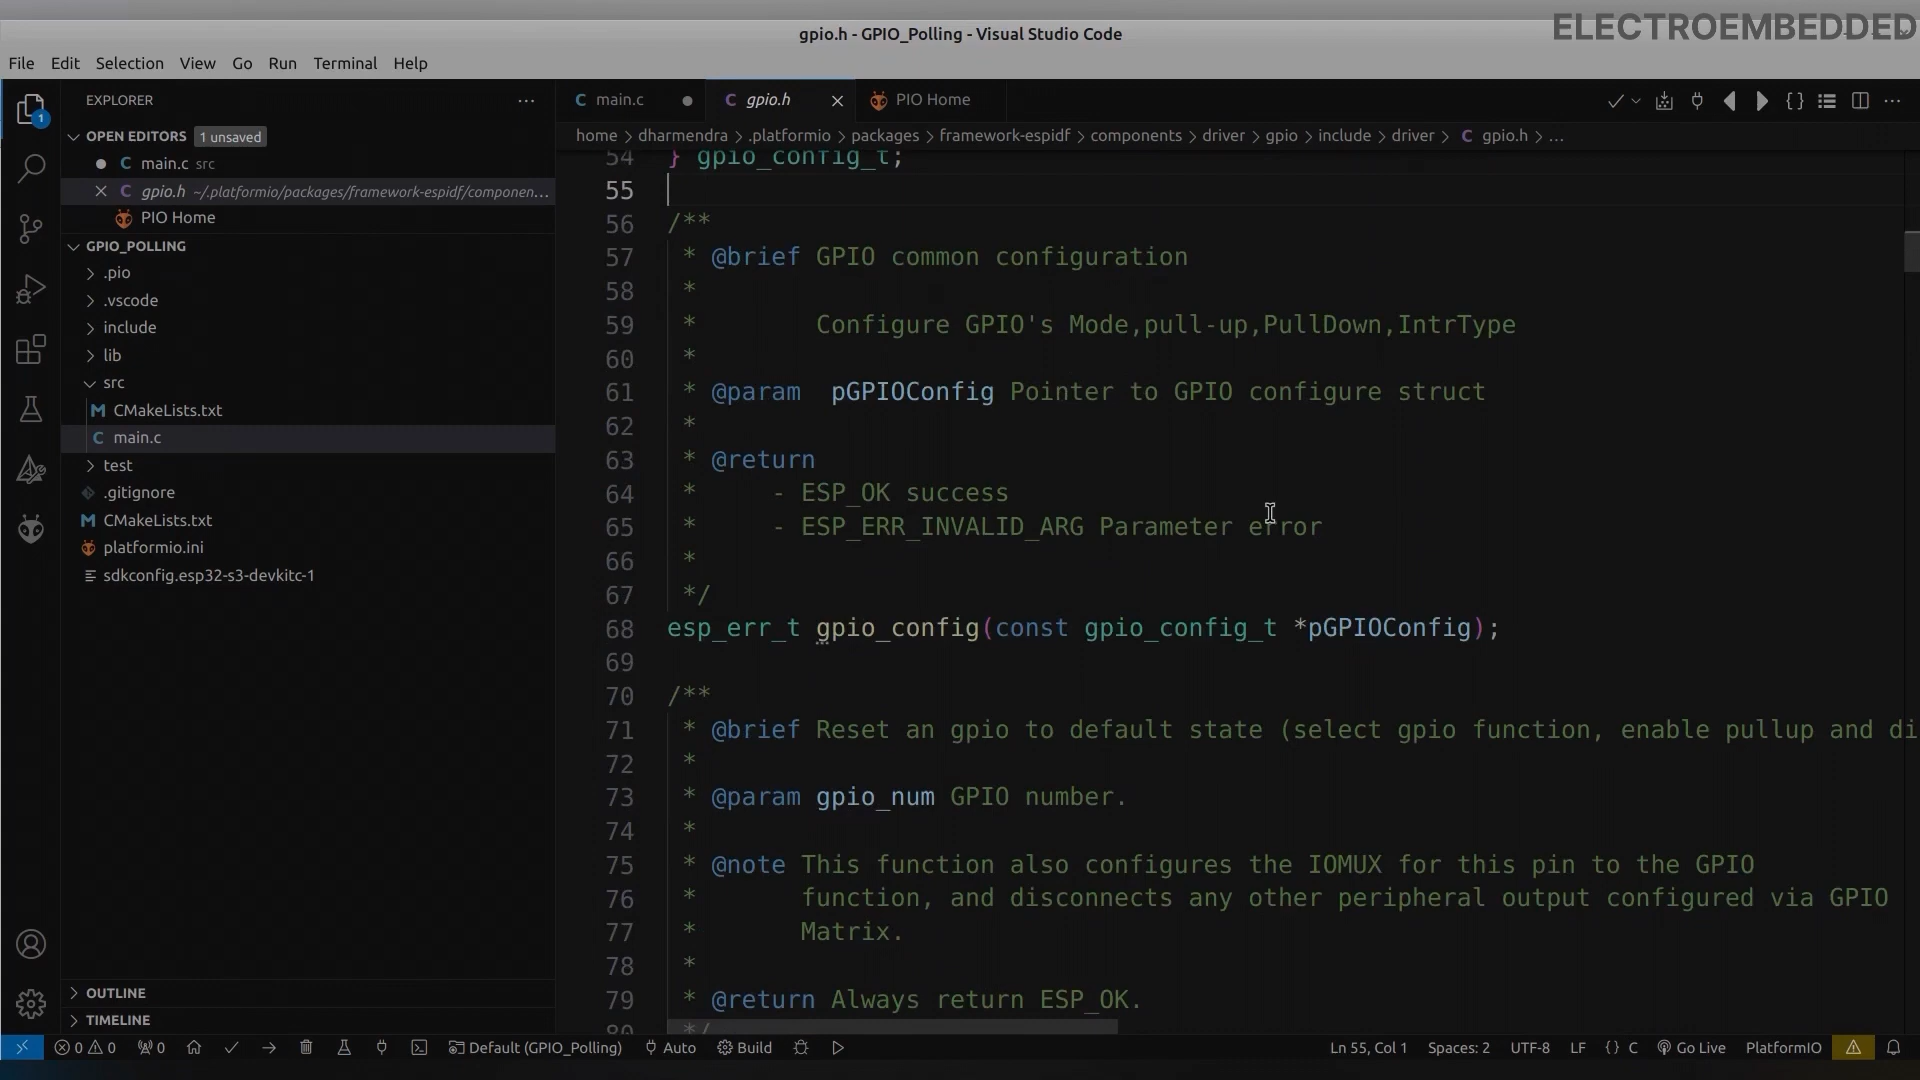 ELECTROEMBEDDED
gpio.h - GPIO_Polling - Visual Studio Code
File Edit Selection View Go Run Terminal Help
EXPLORER
OPEN EDITORS 1 unsaved
main.c src
gpio.h ~/.platformio/packages/framework-espidf/componen...
PIO Home
GPIO_POLLING
.pio
.vscode
include
lib
src
CMakeLists.txt
main.c
test
.gitignore
CMakeLists.txt
platformio.ini
sdkconfig.esp32-s3-devkitc-1
OUTLINE
TIMELINE
main.c gpio.h PIO Home
home > dharmendra > .platformio > packages > framework-espidf > components > driver > gpio > include > driver > C gpio.h > ...
54 } gpio_config_t;
55
56 /**
57 * @brief GPIO common configuration
58 *
59 * Configure GPIO's Mode,pull-up,PullDown,IntrType
60 *
61 * @param pGPIOConfig Pointer to GPIO configure struct
62 *
63 * @return
64 * - ESP_OK success
65 * - ESP_ERR_INVALID_ARG Parameter error
66 *
67 */
68 esp_err_t gpio_config(const gpio_config_t *pGPIOConfig);
69
70 /**
71 * @brief Reset an gpio to default state (select gpio function, enable pullup and di
72 *
73 * @param gpio_num GPIO number.
74 *
75 * @note This function also configures the IOMUX for this pin to the GPIO
76 * function, and disconnects any other peripheral output configured via GPIO
77 * Matrix.
78 *
79 * @return Always return ESP_OK.
80 */
0 0 0 Default (GPIO_Polling) Auto Build Ln 55, Col 1 Spaces: 2 UTF-8 LF {} C Go Live PlatformIO